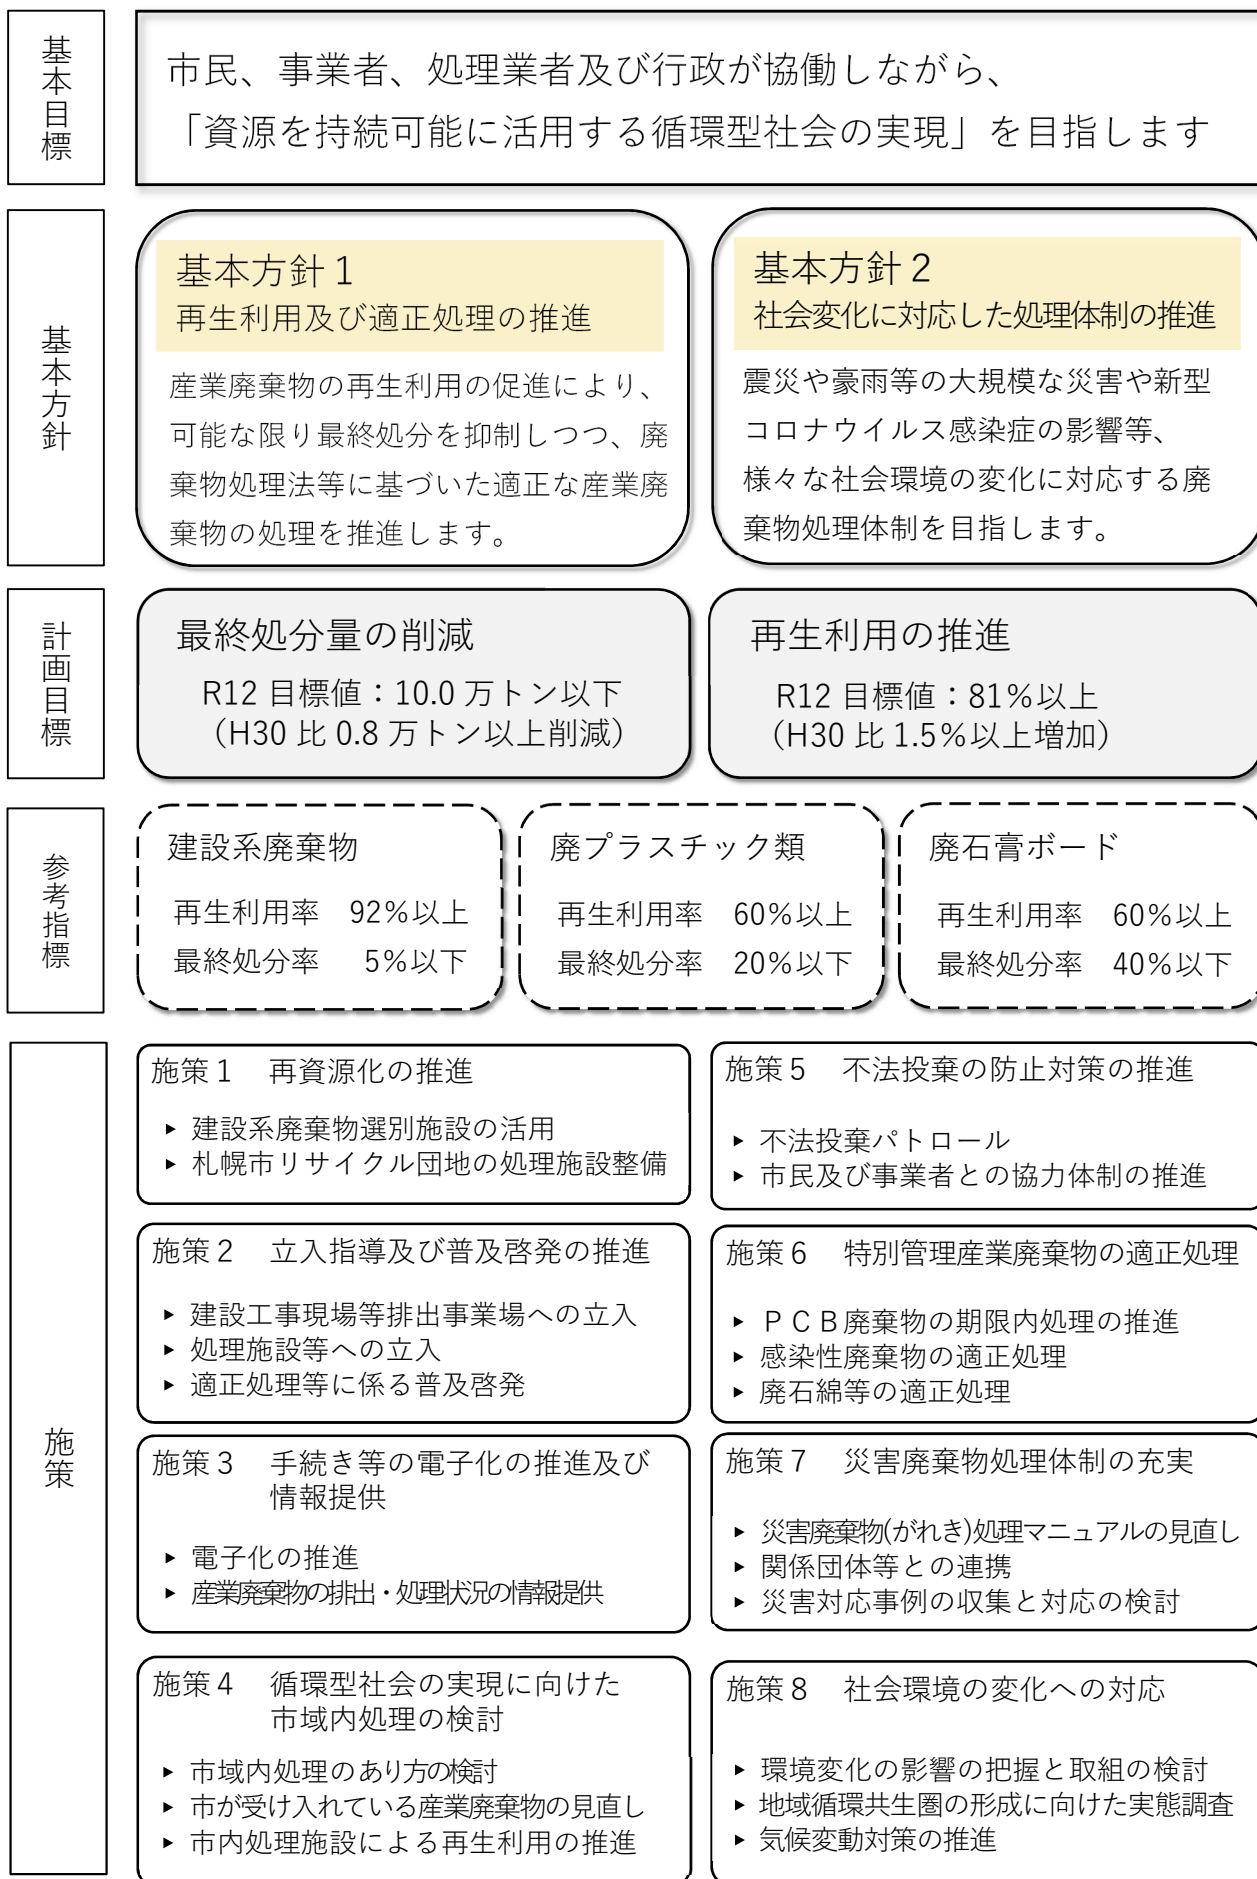 基本目標
市民、事業者、処理業者及び行政が協働しながら、
「資源を持続可能に活用する循環型社会の実現」を目指します
基本方針
基本方針1
再生利用及び適正処理の推進
産業廃棄物の再生利用の促進により、
可能な限り最終処分を抑制しつつ、廃
棄物処理法等に基づいた適正な産業廃
棄物の処理を推進します。
基本方針2
社会変化に対応した処理体制の推進
震災や豪雨等の大規模な災害や新型
コロナウイルス感染症の影響等、
様々な社会環境の変化に対応する廃
棄物処理体制を目指します。
計画目標
最終処分量の削減
R12 目標値：10.0 万トン以下
（H30 比 0.8 万トン以上削減）
再生利用の推進
R12 目標値：81％以上
（H30 比 1.5％以上増加）
参考指標
建設系廃棄物
再生利用率 92％以上
最終処分率 5％以下
廃プラスチック類
再生利用率 60％以上
最終処分率 20％以下
廃石膏ボード
再生利用率 60％以上
最終処分率 40％以下
施策
施策1 再資源化の推進
▶ 建設系廃棄物選別施設の活用
▶ 札幌市リサイクル団地の処理施設整備
施策2 立入指導及び普及啓発の推進
▶ 建設工事現場等排出事業場への立入
▶ 処理施設等への立入
▶ 適正処理等に係る普及啓発
施策3 手続き等の電子化の推進及び
情報提供
▶ 電子化の推進
▶ 産業廃棄物の排出・処理状況の情報提供
施策4 循環型社会の実現に向けた
市域内処理の検討
▶ 市域内処理のあり方の検討
▶ 市が受け入れている産業廃棄物の見直し
▶ 市内処理施設による再生利用の推進
施策5 不法投棄の防止対策の推進
▶ 不法投棄パトロール
▶ 市民及び事業者との協力体制の推進
施策6 特別管理産業廃棄物の適正処理
▶ ＰＣＢ廃棄物の期限内処理の推進
▶ 感染性廃棄物の適正処理
▶ 廃石綿等の適正処理
施策7 災害廃棄物処理体制の充実
▶ 災害廃棄物(がれき)処理マニュアルの見直し
▶ 関係団体等との連携
▶ 災害対応事例の収集と対応の検討
施策8 社会環境の変化への対応
▶ 環境変化の影響の把握と取組の検討
▶ 地域循環共生圏の形成に向けた実態調査
▶ 気候変動対策の推進